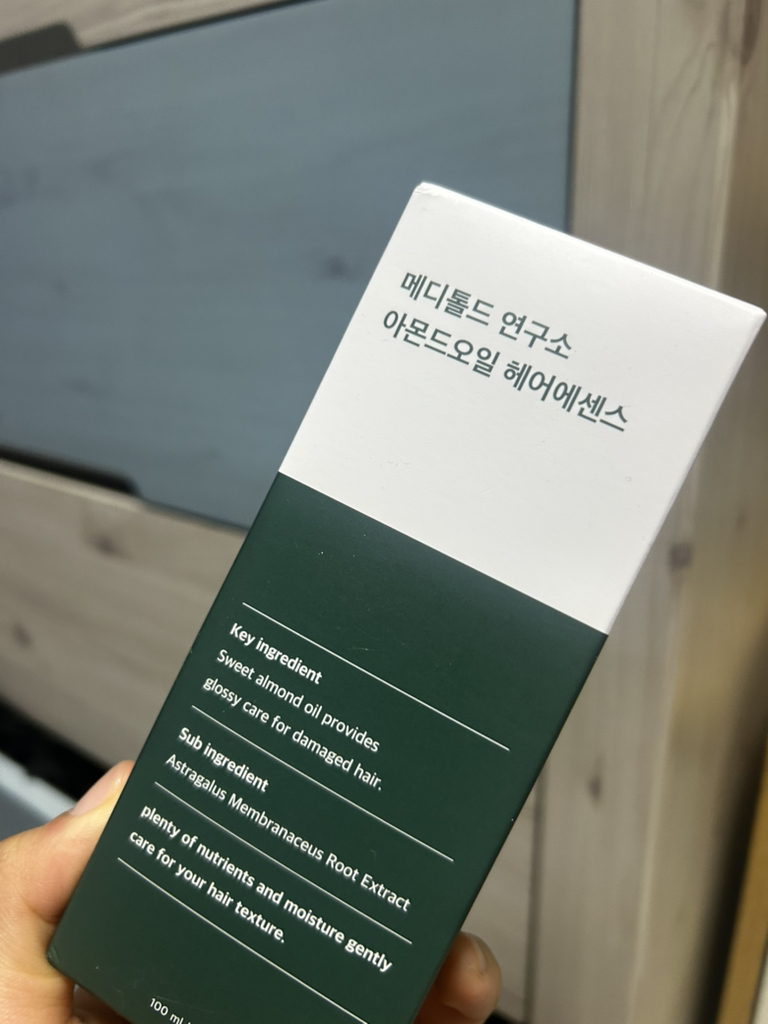 메디톨드 연구소
아몬드오일 헤어에센스
Key ingredient
Sweet almond oil provides
glossy care for damaged hair.
Sub ingredient
Astragalus Membranaceus Root Extract
plenty of nutrients and moisture gently
care for your hair texture.
100 ml